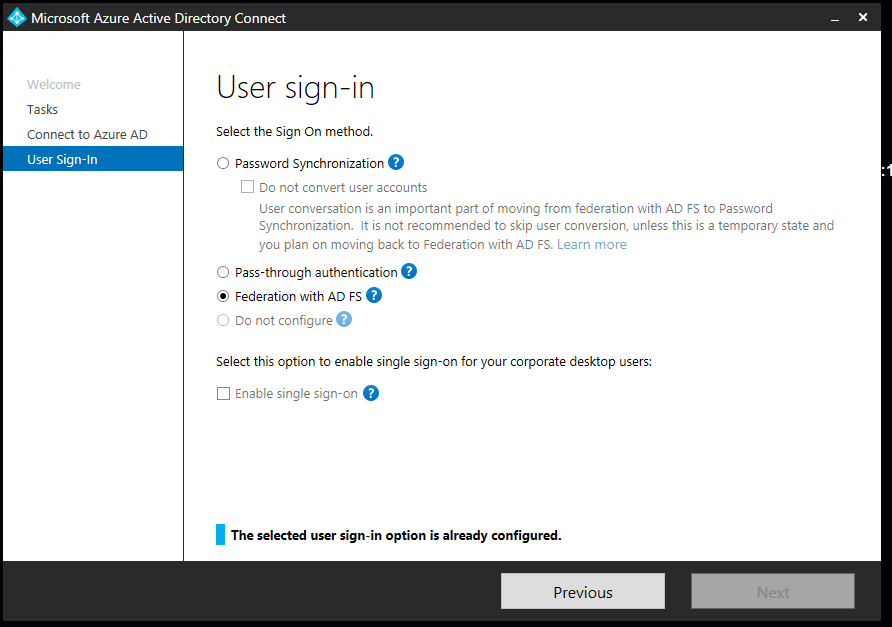 Microsoft Azure Active Directory Connect
Welcome
Tasks
Connect to Azure AD
User Sign-In
User sign-in
Select the Sign On method.
Password Synchronization ?
Do not convert user accounts
User conversation is an important part of moving from federation with AD FS to Password
Synchronization. It is not recommended to skip user conversion, unless this is a temporary state and
you plan on moving back to Federation with AD FS. Learn more
Pass-through authentication ?
Federation with AD FS ?
Do not configure ?
Select this option to enable single sign-on for your corporate desktop users:
Enable single sign-on ?
The selected user sign-in option is already configured.
Previous
Next
:1